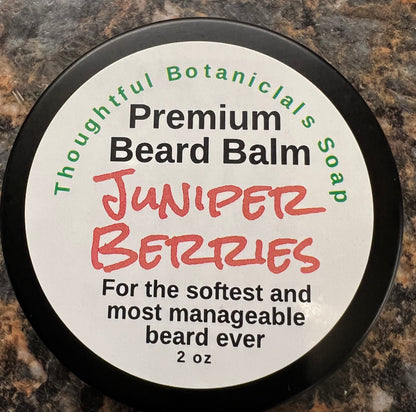 Thoughtful Botaniclals Soap
Premium
Beard Balm
JUNIPER
BERRIES
For the softest and
most manageable
beard ever
2 oz